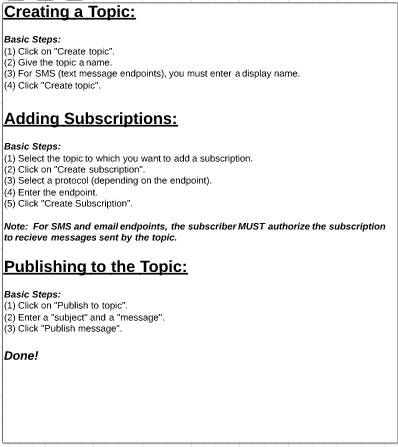 Creating a Topic:
Basic Steps:
(1) Click on "Create topic".
(2) Give the topic a name.
(3) For SMS (text message endpoints), you must enter a display name.
(4) Click "Create topic".
Adding Subscriptions:
Basic Steps:
(1) Select the topic to which you want to add a subscription.
(2) Click on "Create subscription".
(3) Select a protocol (depending on the endpoint).
(4) Enter the endpoint.
(5) Click "Create Subscription".
Note: For SMS and email endpoints, the subscriber MUST authorize the subscription
to recieve messages sent by the topic.
Publishing to the Topic:
Basic Steps:
(1) Click on "Publish to topic".
(2) Enter a "subject" and a "message".
(3) Click "Publish message".
Done!